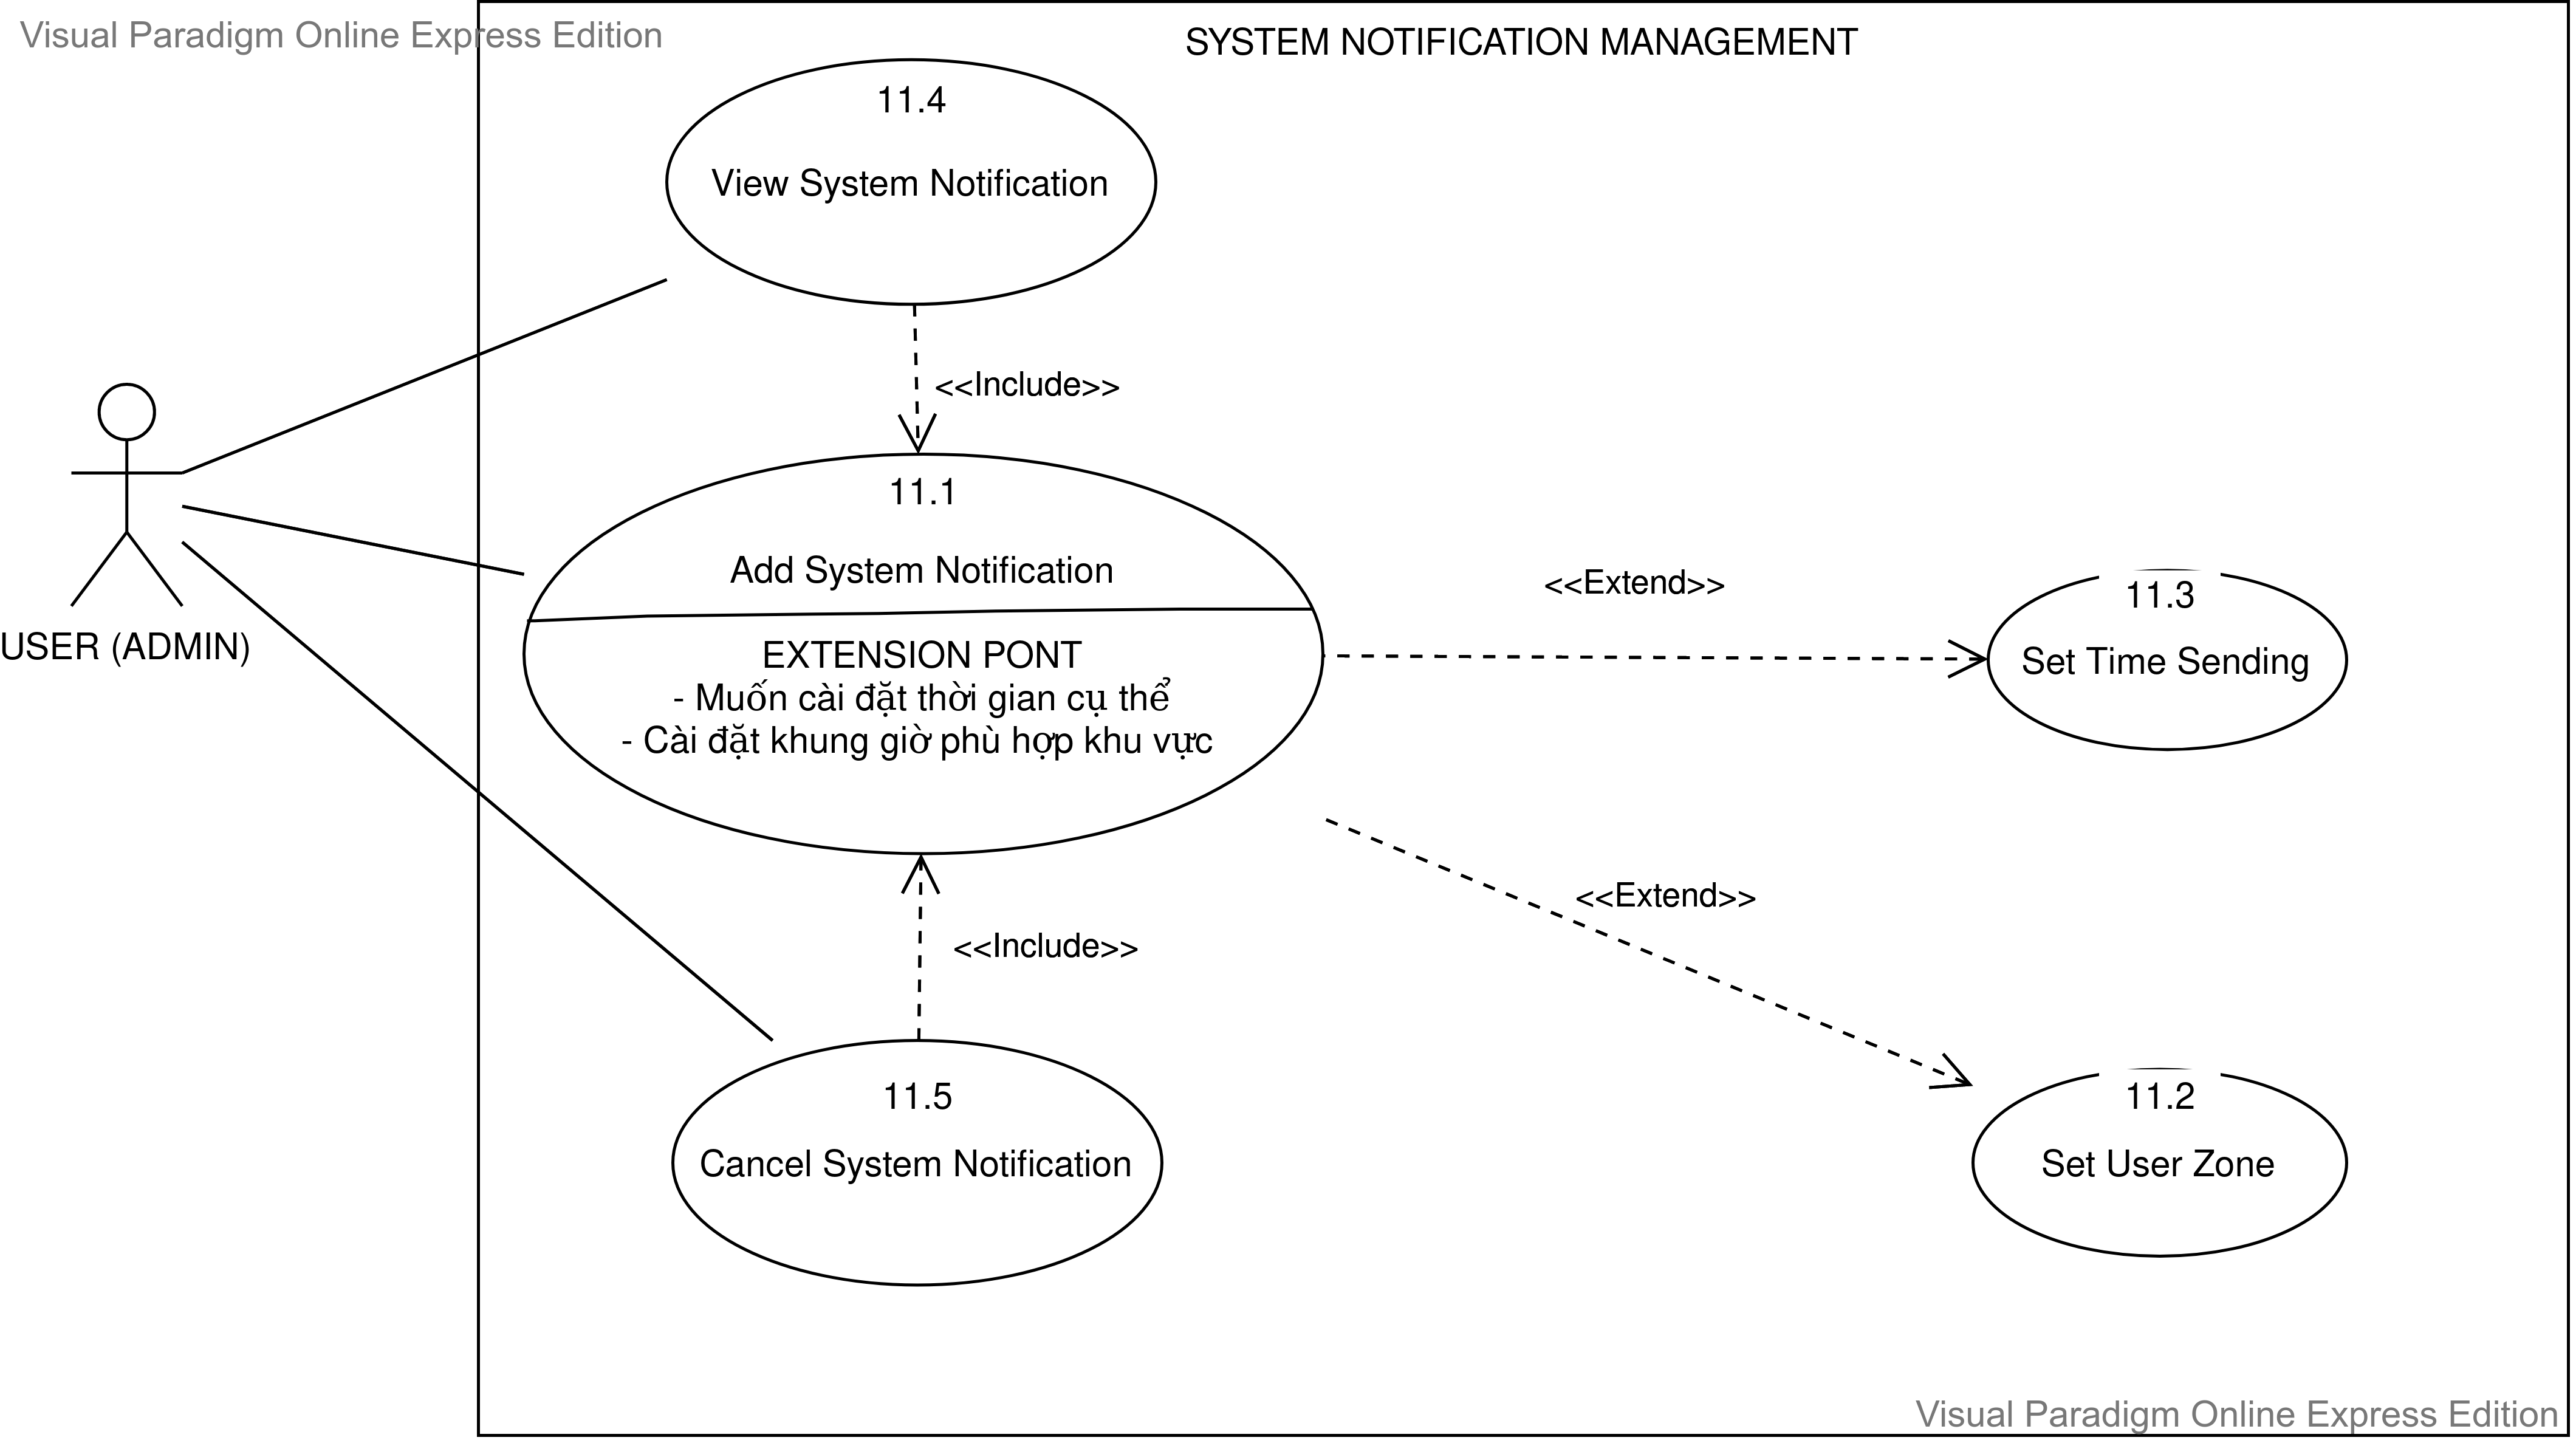 Visual Paradigm Online Express Edition
SYSTEM NOTIFICATION MANAGEMENT
11.4
View System Notification
<<Include>>
11.1
Add System Notification
EXTENSION PONT
- Muốn cài đặt thời gian cụ thể
- Cài đặt khung giờ phù hợp khu vực
USER (ADMIN)
<<Extend>>
11.3
Set Time Sending
<<Extend>>
<<Include>>
11.5
Cancel System Notification
11.2
Set User Zone
Visual Paradigm Online Express Edition